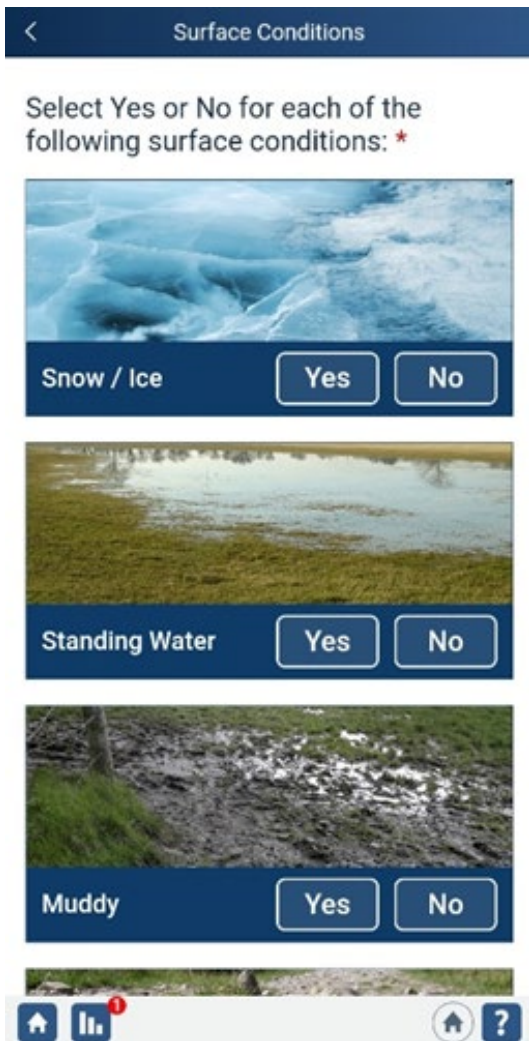 Surface Conditions
Select Yes or No for each of the
following surface conditions: *
Snow / Ice Yes No
Standing Water Yes No
Muddy Yes No
1
?